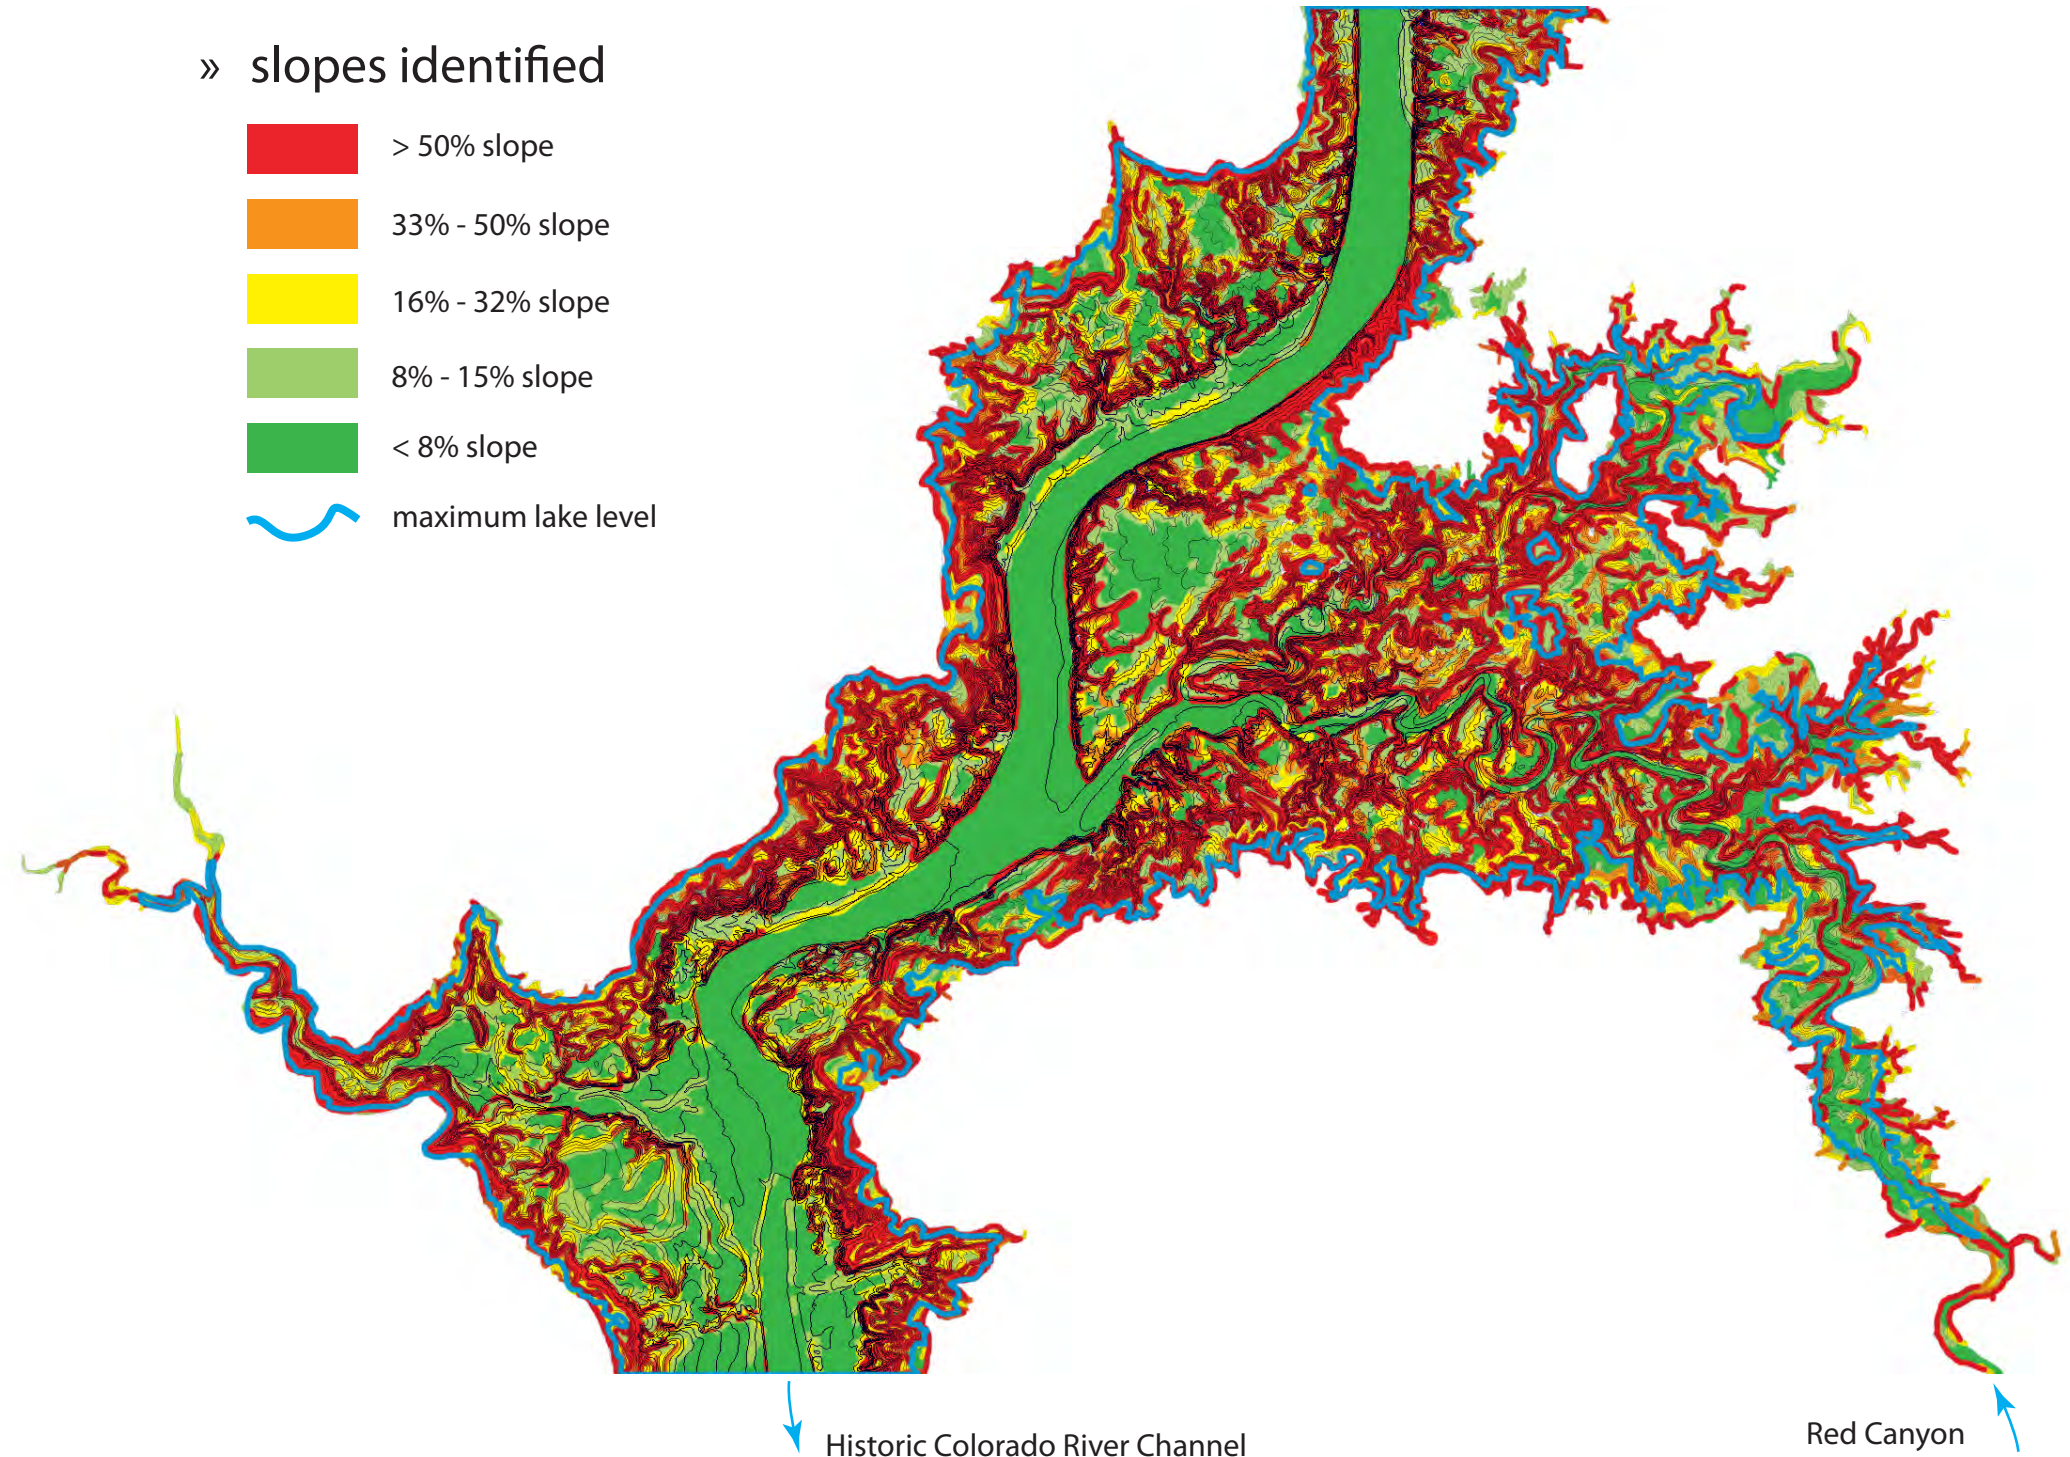 » slopes identified
> 50% slope
33% - 50% slope
16% - 32% slope
8% - 15% slope
< 8% slope
maximum lake level
Historic Colorado River Channel
Red Canyon